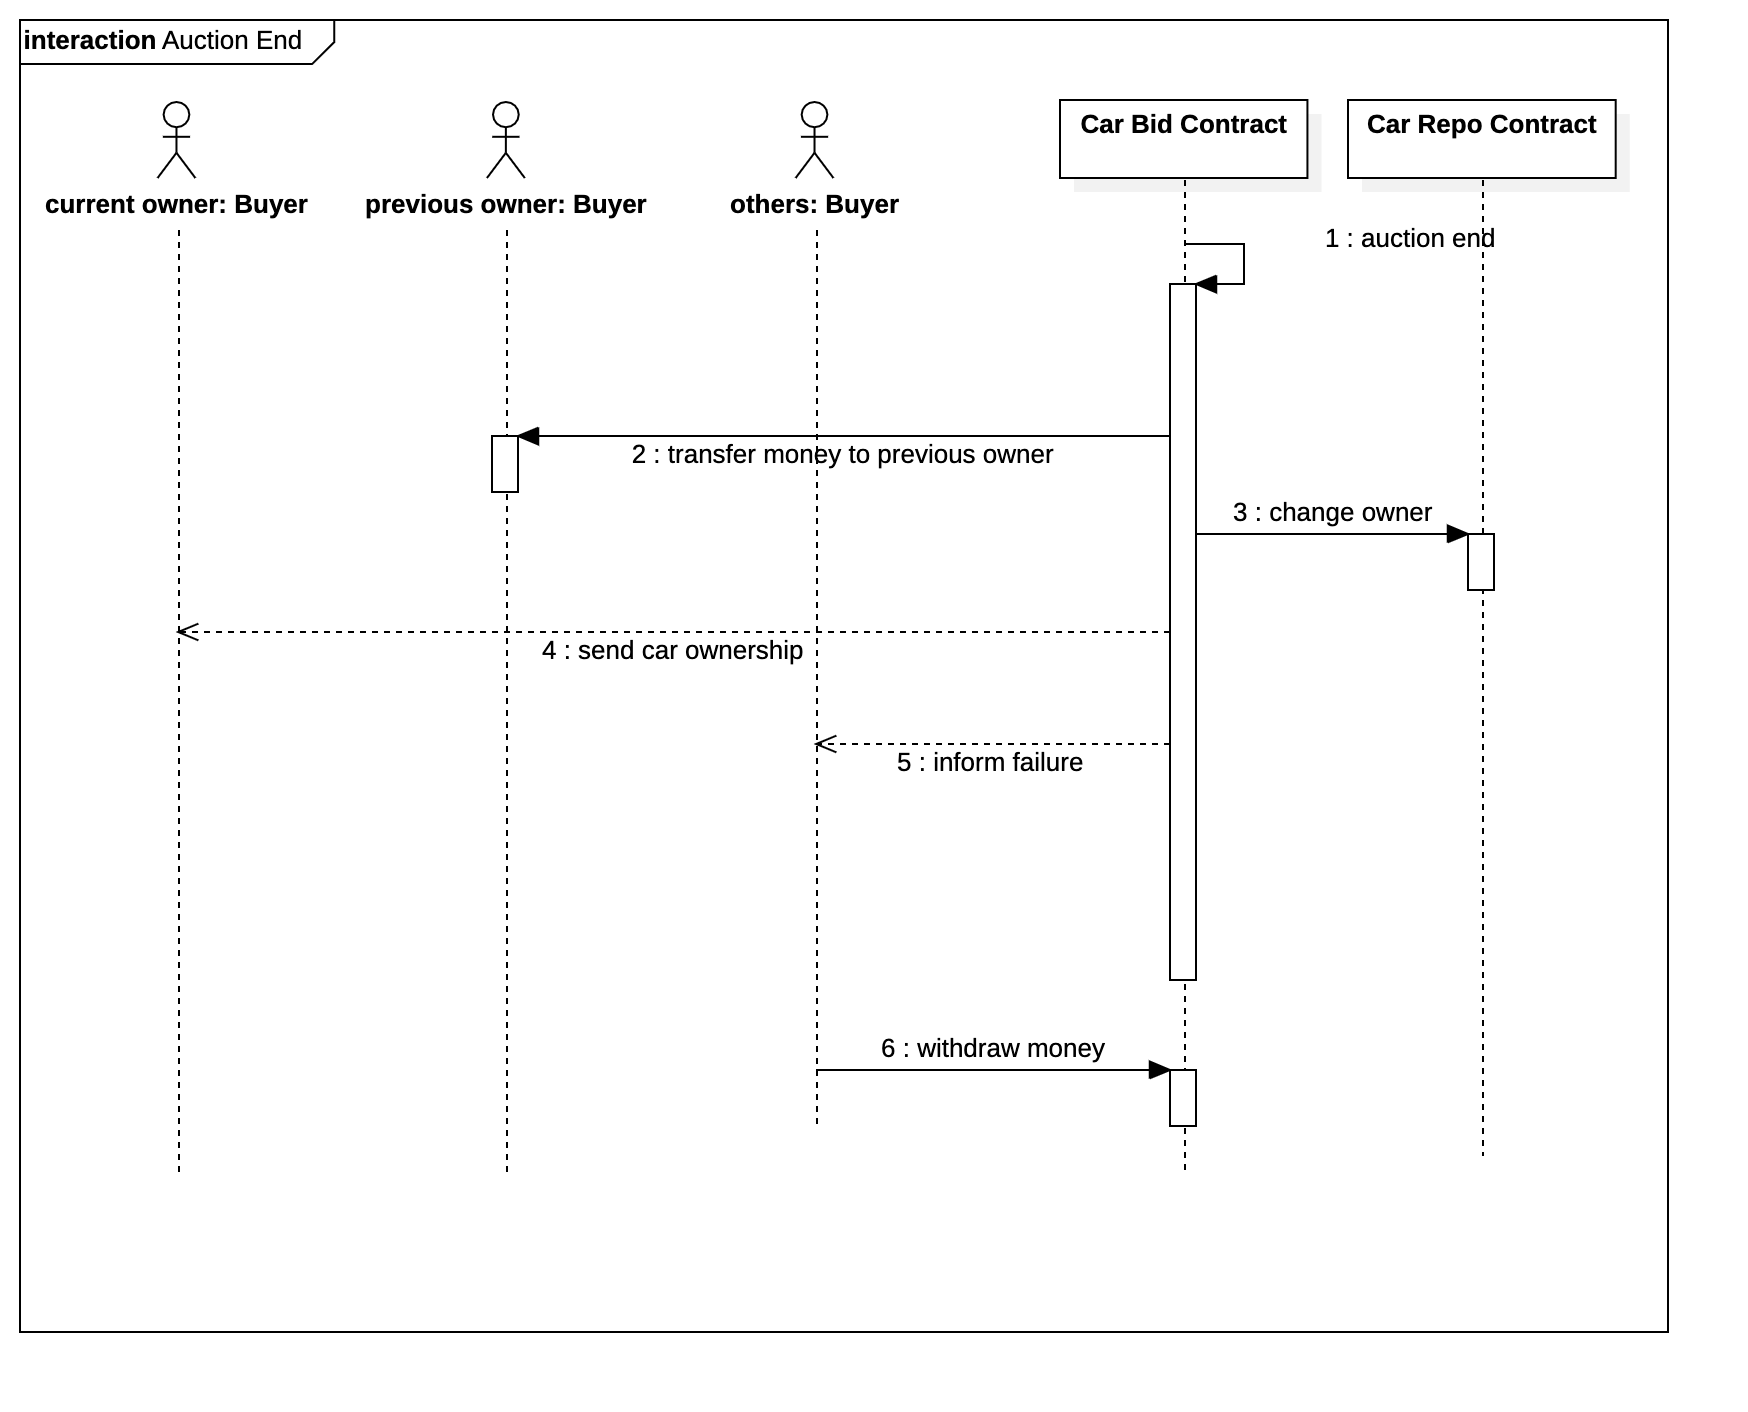 interaction Auction End
current owner: Buyer
previous owner: Buyer
others: Buyer
Car Bid Contract
Car Repo Contract
1 : auction end
2 : transfer money to previous owner
3 : change owner
4 : send car ownership
5 : inform failure
6 : withdraw money